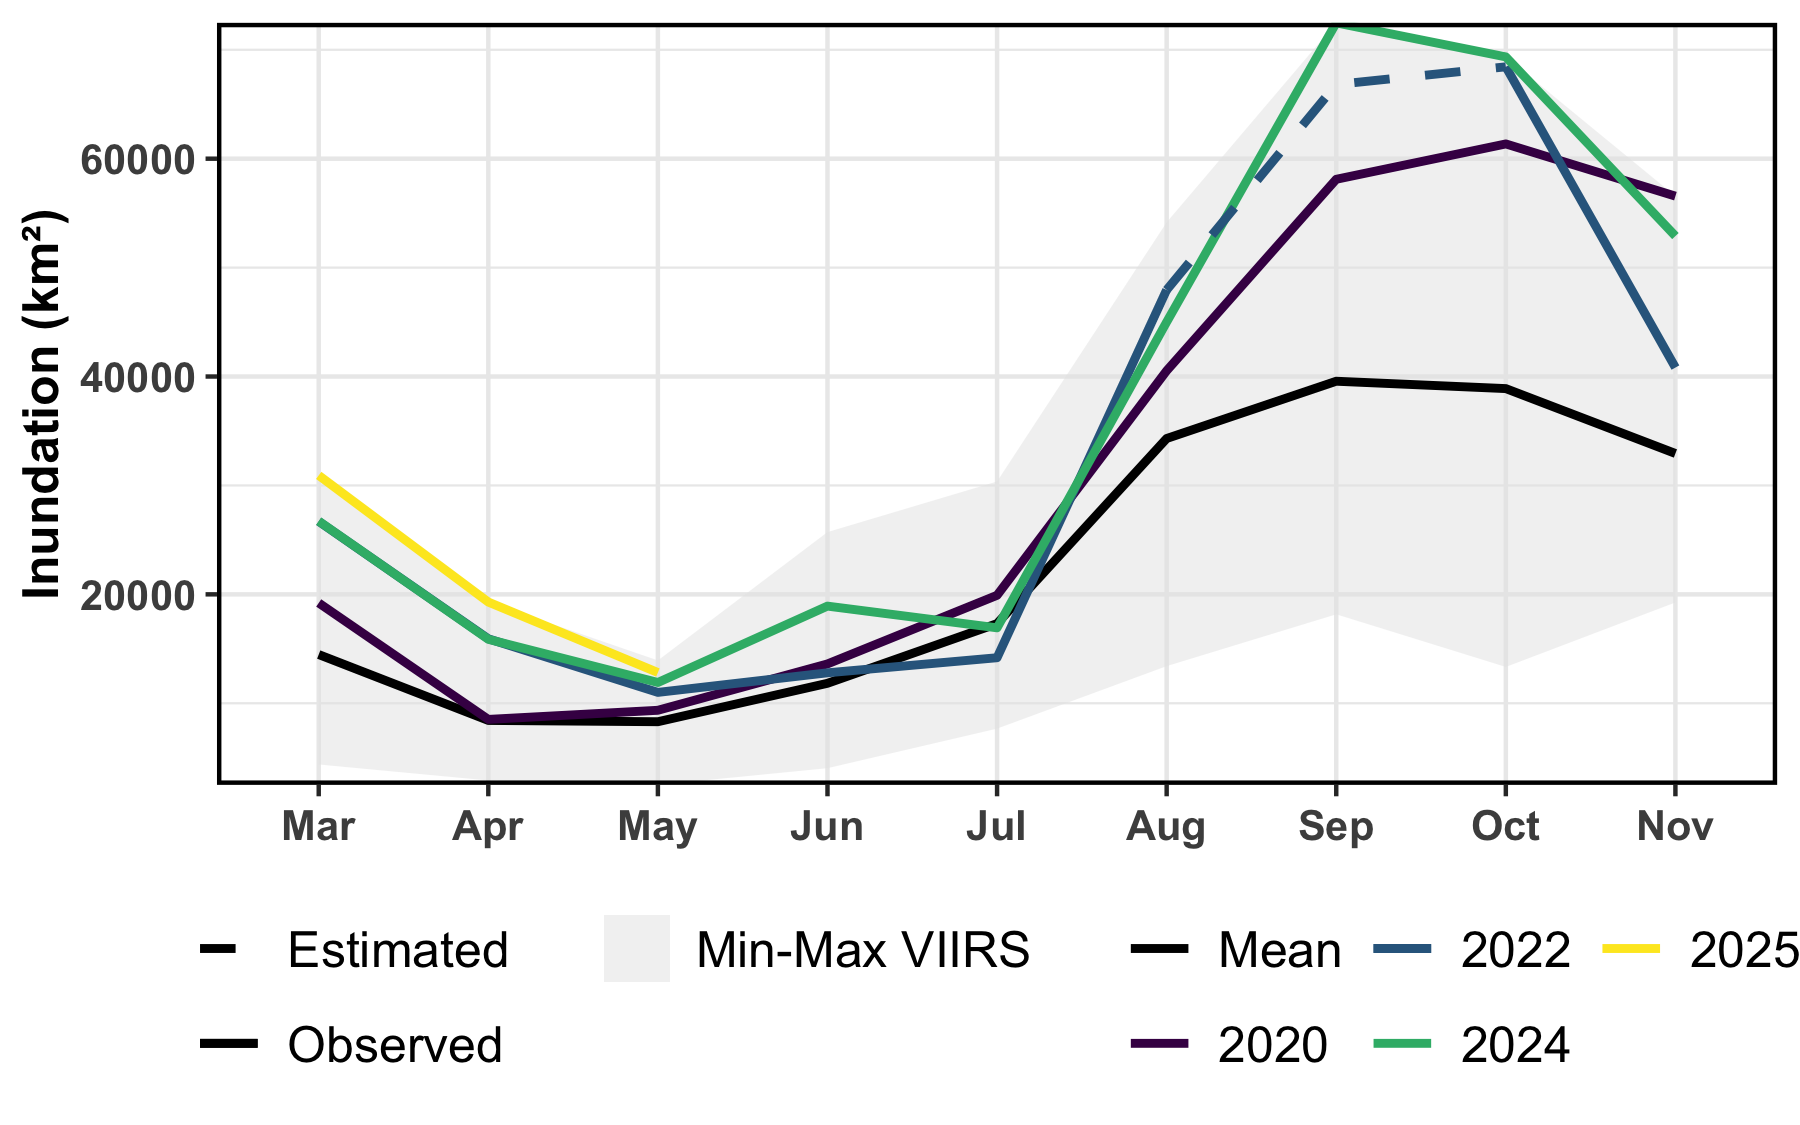 Inundation (km²)
60000
40000
20000
Mar Apr May Jun Jul Aug Sep Oct Nov
Estimated Min-Max VIIRS Mean 2022 2025
Observed 2020 2024